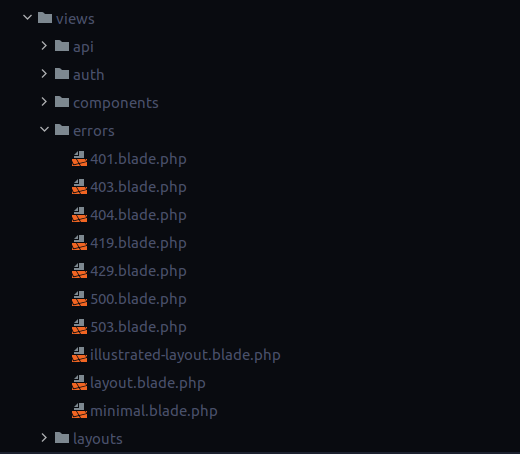 views
api
auth
components
errors
401.blade.php
403.blade.php
404.blade.php
419.blade.php
429.blade.php
500.blade.php
503.blade.php
illustrated-layout.blade.php
layout.blade.php
minimal.blade.php
layouts